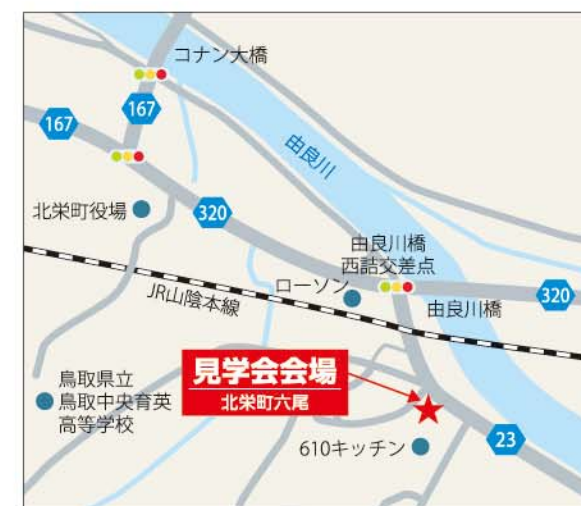 コナン大橋
167
167
由良川
北栄町役場
320
由良川橋
西詰交差点
ローソン
320
由良川橋
JR山陰本線
見学会会場
北栄町六尾
鳥取県立
鳥取中央育英
高等学校
23
610キッチン